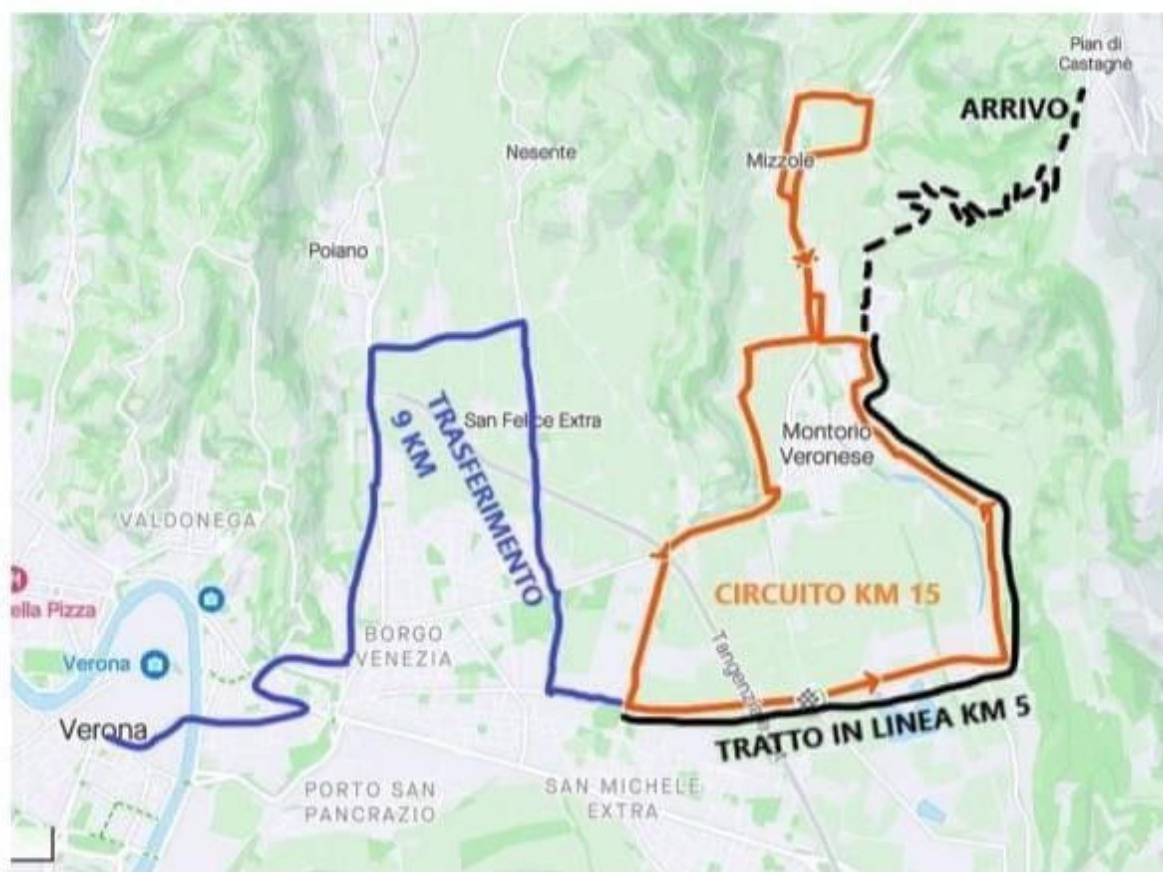 Pian di
Castagnè
ARRIVO
Nesente
Mizzole
Poiano
TRASFERIMENTO
9 KM
San Felice Extra
Montorio
Veronese
VALDONEGA
ella Pizza
CIRCUITO KM 15
BORGO
VENEZIA
Verona
Verona
Tangenzia
TRATTO IN LINEA KM 5
PORTO SAN
PANCRAZIO
SAN MICHELE
EXTRA